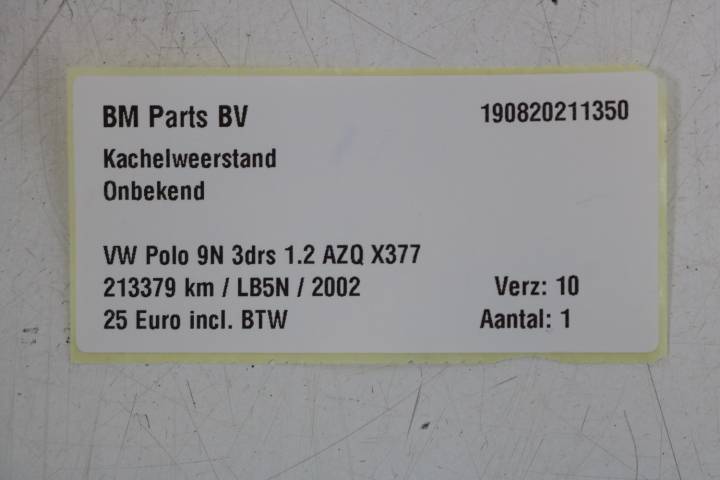 BM Parts BV 190820211350
Kachelweerstand
Onbekend
VW Polo 9N 3drs 1.2 AZQ X377
213379 km / LB5N / 2002 Verz: 10
25 Euro incl. BTW Aantal: 1